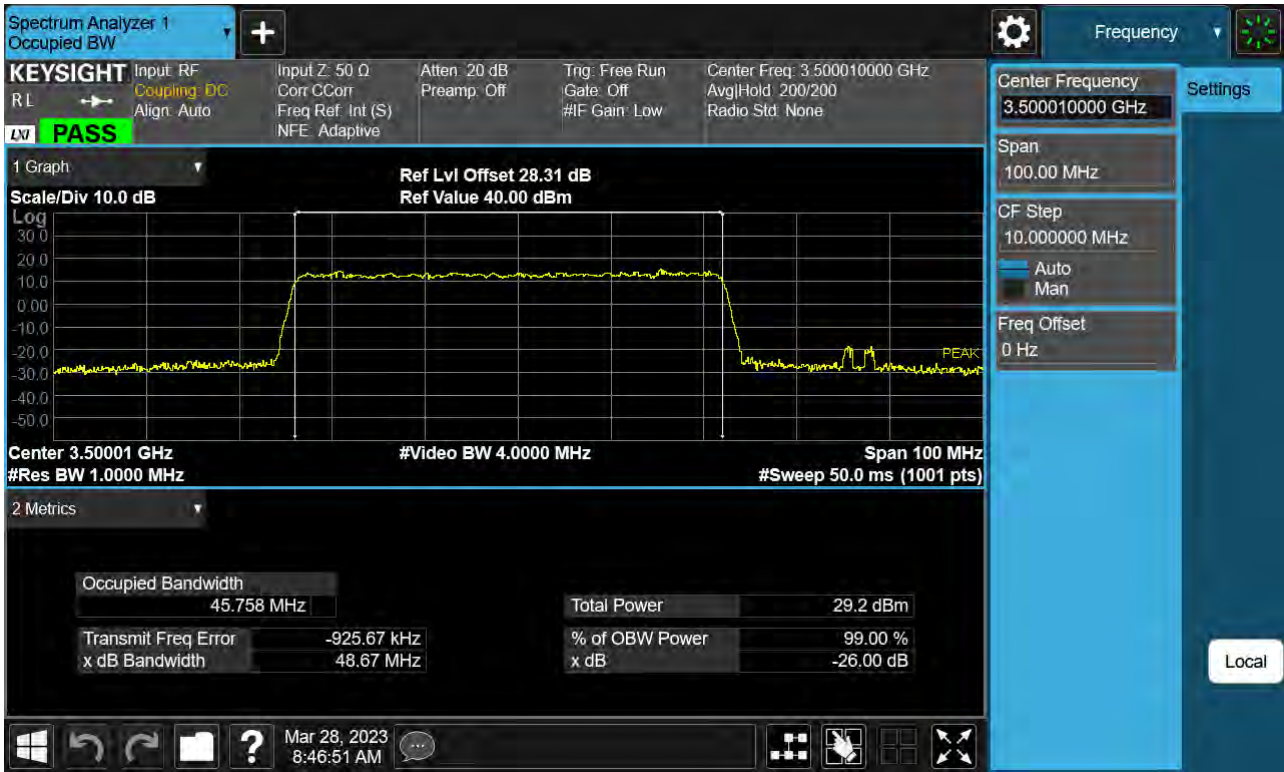 Spectrum Analyzer 1
Occupied BW
Frequency
KEYSIGHT
R L
LXI
PASS
Input: RF
Coupling: DC
Align: Auto
Input Z: 50 Ω
Corr CCorr
Freq Ref: Int (S)
NFE: Adaptive
Atten: 20 dB
Preamp: Off
Trig: Free Run
Gate: Off
#IF Gain: Low
Center Freq: 3.500010000 GHz
Avg|Hold: 200/200
Radio Std: None
Center Frequency
3.500010000 GHz
Settings
Span
100.00 MHz
CF Step
10.000000 MHz
Auto
Man
Freq Offset
0 Hz
Local
1 Graph
Scale/Div 10.0 dB
Ref Lvl Offset 28.31 dB
Ref Value 40.00 dBm
Log
30.0
20.0
10.0
0.00
-10.0
-20.0
-30.0
-40.0
-50.0
PEAK
Center 3.50001 GHz
#Video BW 4.0000 MHz
Span 100 MHz
#Res BW 1.0000 MHz
#Sweep 50.0 ms (1001 pts)
2 Metrics
Occupied Bandwidth
45.758 MHz
Transmit Freq Error -925.67 kHz
x dB Bandwidth 48.67 MHz
Total Power 29.2 dBm
% of OBW Power 99.00 %
x dB -26.00 dB
Mar 28, 2023
8:46:51 AM